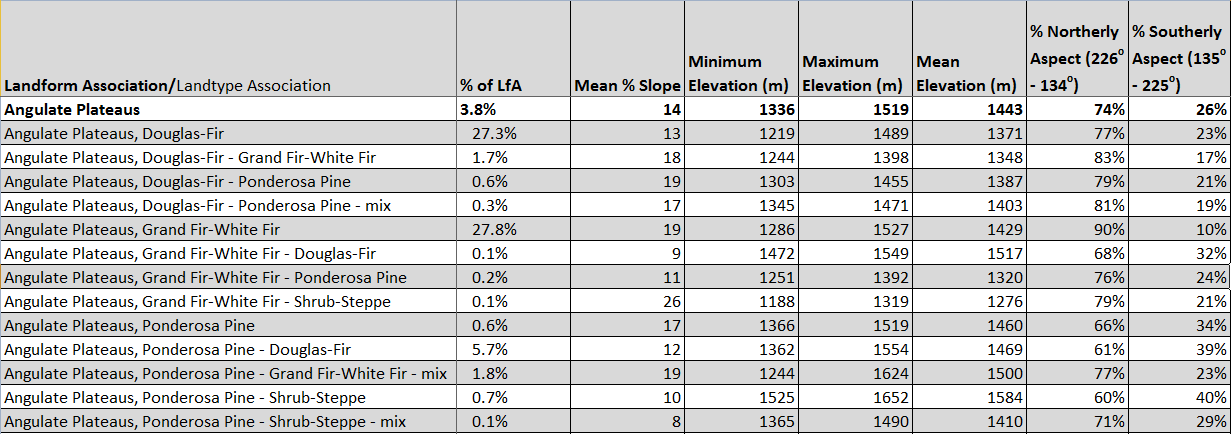 Landform Association/Landtype Association % of LfA Mean % Slope Minimum Elevation (m) Maximum Elevation (m) Mean Elevation (m) % Northerly Aspect (226⁰ - 134⁰) % Southerly Aspect (135⁰ - 225⁰)
Angulate Plateaus 3.8% 14 1336 1519 1443 74% 26%
Angulate Plateaus, Douglas-Fir 27.3% 13 1219 1489 1371 77% 23%
Angulate Plateaus, Douglas-Fir - Grand Fir-White Fir 1.7% 18 1244 1398 1348 83% 17%
Angulate Plateaus, Douglas-Fir - Ponderosa Pine 0.6% 19 1303 1455 1387 79% 21%
Angulate Plateaus, Douglas-Fir - Ponderosa Pine - mix 0.3% 17 1345 1471 1403 81% 19%
Angulate Plateaus, Grand Fir-White Fir 27.8% 19 1286 1527 1429 90% 10%
Angulate Plateaus, Grand Fir-White Fir - Douglas-Fir 0.1% 9 1472 1549 1517 68% 32%
Angulate Plateaus, Grand Fir-White Fir - Ponderosa Pine 0.2% 11 1251 1392 1320 76% 24%
Angulate Plateaus, Grand Fir-White Fir - Shrub-Steppe 0.1% 26 1188 1319 1276 79% 21%
Angulate Plateaus, Ponderosa Pine 0.6% 17 1366 1519 1460 66% 34%
Angulate Plateaus, Ponderosa Pine - Douglas-Fir 5.7% 12 1362 1554 1469 61% 39%
Angulate Plateaus, Ponderosa Pine - Grand Fir-White Fir - mix 1.8% 19 1244 1624 1500 77% 23%
Angulate Plateaus, Ponderosa Pine - Shrub-Steppe 0.7% 10 1525 1652 1584 60% 40%
Angulate Plateaus, Ponderosa Pine - Shrub-Steppe - mix 0.1% 8 1365 1490 1410 71% 29%